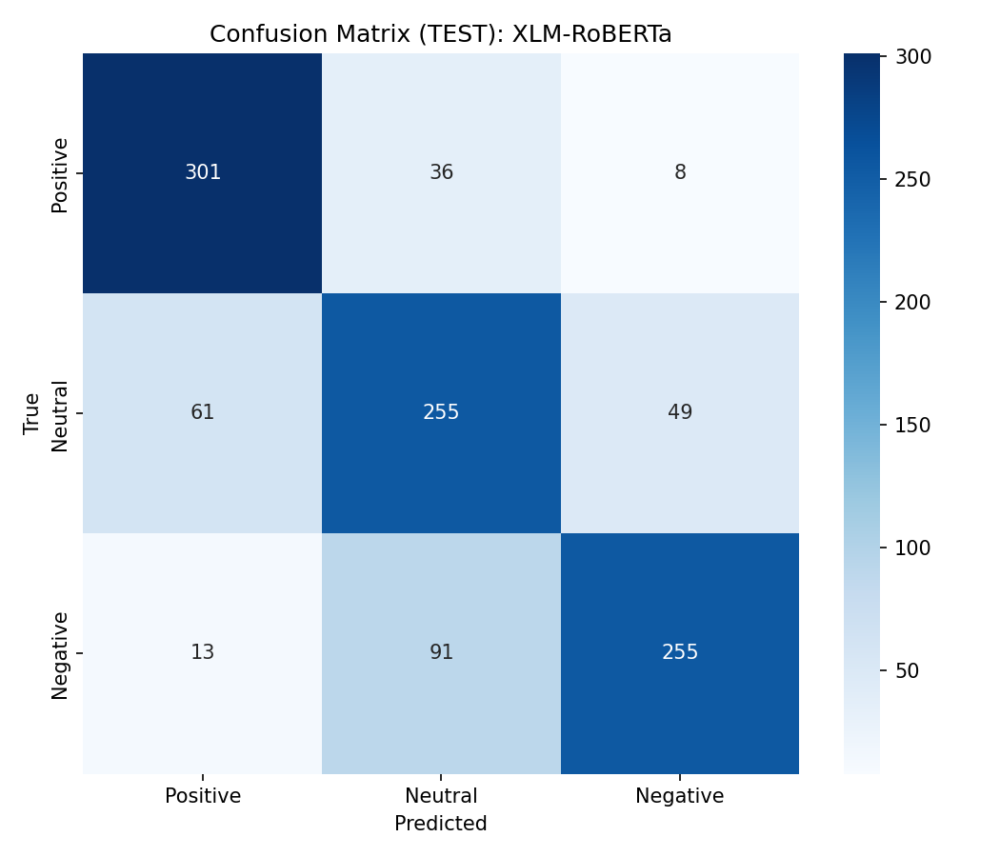 Confusion Matrix (TEST): XLM-RoBERTa
True
Positive
301 36 8
Neutral
61 255 49
Negative
13 91 255
Positive Neutral Negative
Predicted
300
250
200
150
100
50